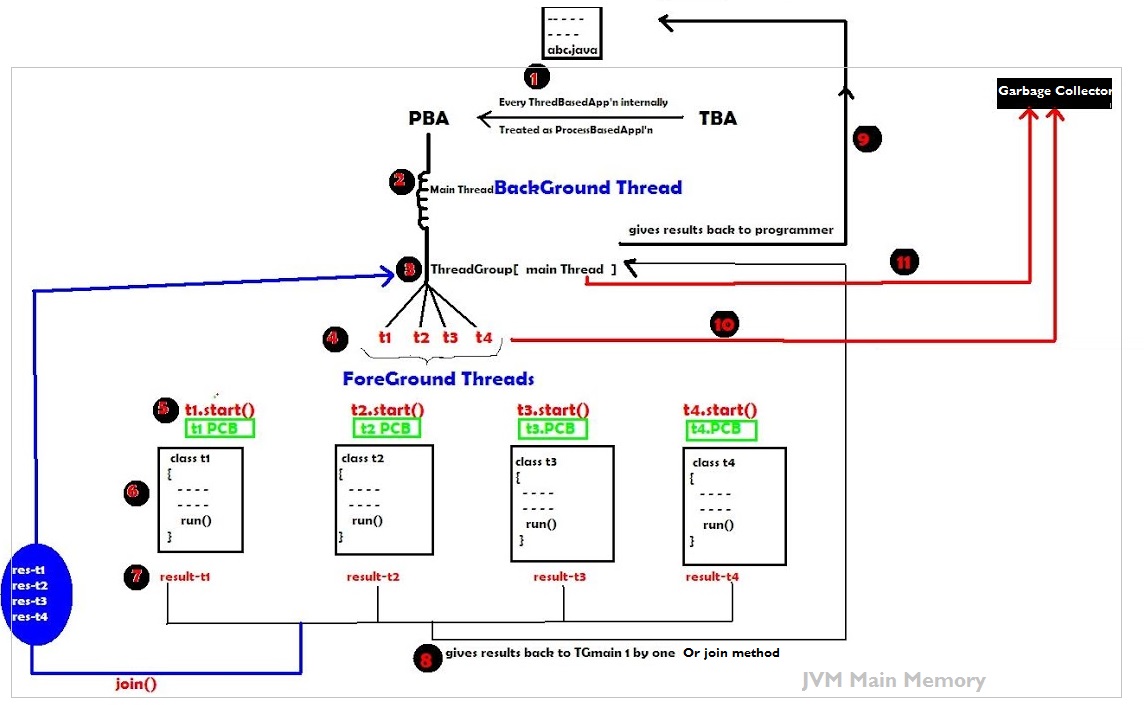 -- - - -
- - - -
abc.java
1
Garbage Collector
Every ThredBasedApp'n internally
PBA
TBA
Treated as ProcessBasedAppl'n
9
2
Main Thread BackGround Thread
gives results back to programmer
3
ThreadGroup[ main Thread ]
11
10
4
t1 t2 t3 t4
ForeGround Threads
5
t1.start()
t2.start()
t3.start()
t4.start()
t1 PCB
t2 PCB
t3.PCB
t4.PCB
6
class t1
{
- - - -
- - - -
run()
}
class t2
{
- - - -
- - - -
run()
}
class t3
{
- - - -
- - - -
run()
}
class t4
{
- - - -
- - - -
run()
}
res-t1
res-t2
res-t3
res-t4
7
result-t1
result-t2
result-t3
result-t4
8
gives results back to TGmain 1 by one Or join method
join()
JVM Main Memory